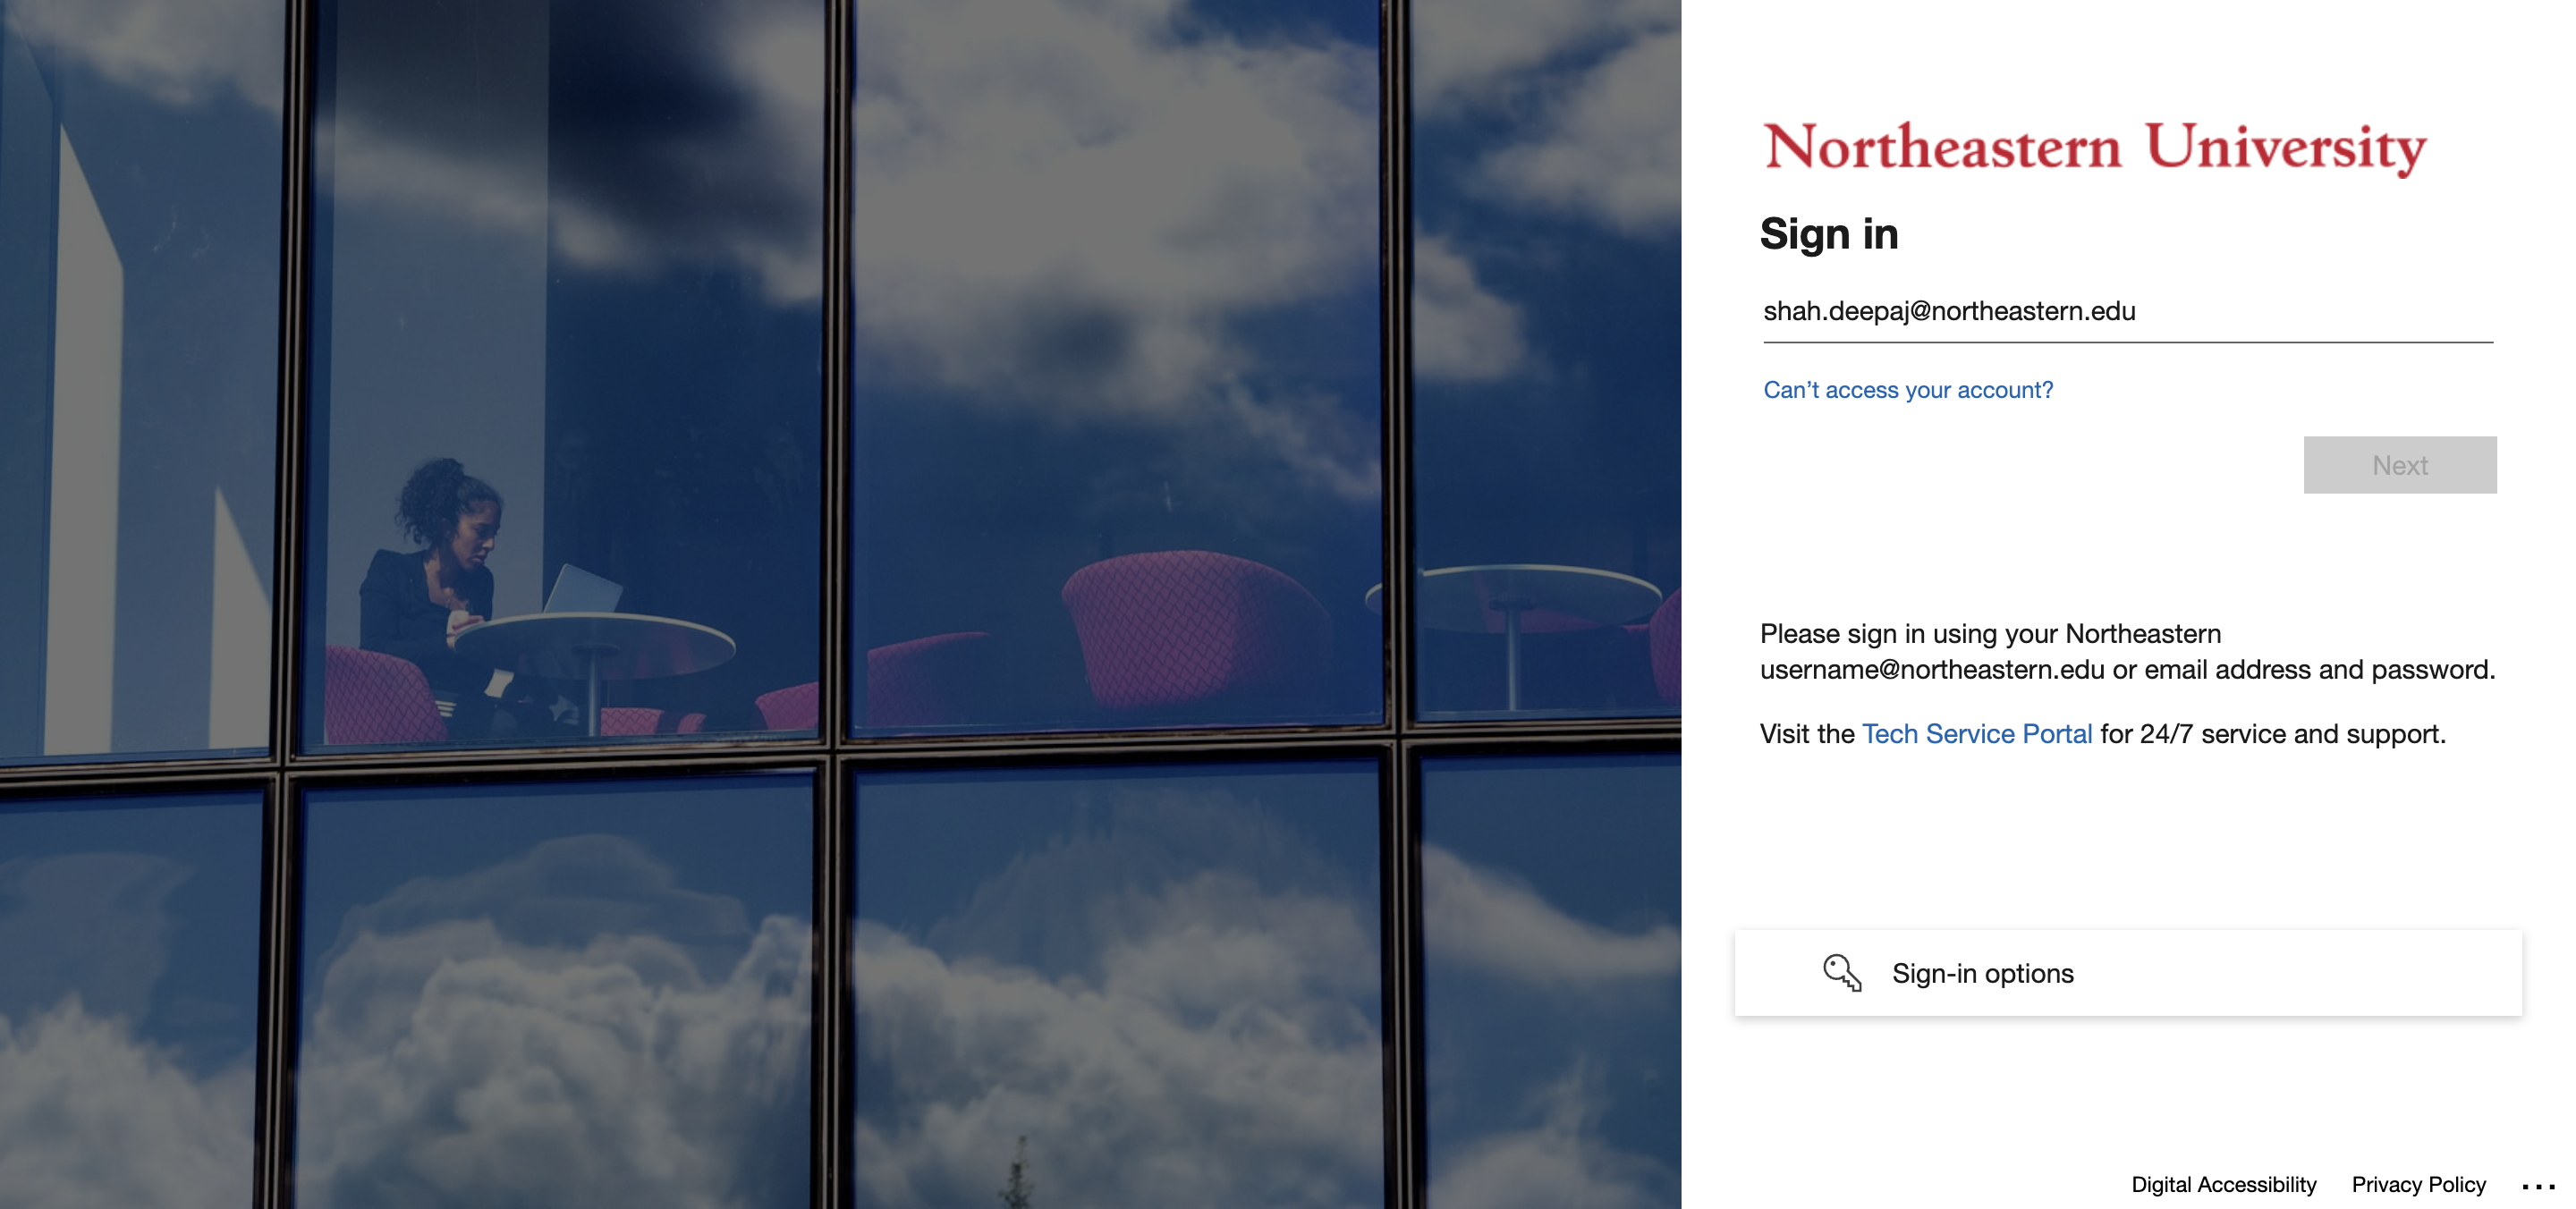 Northeastern University
Sign in
shah.deepaj@northeastern.edu
Can’t access your account?
Next
Please sign in using your Northeastern
username@northeastern.edu or email address and password.
Visit the Tech Service Portal for 24/7 service and support.
Sign-in options
Digital Accessibility Privacy Policy ...